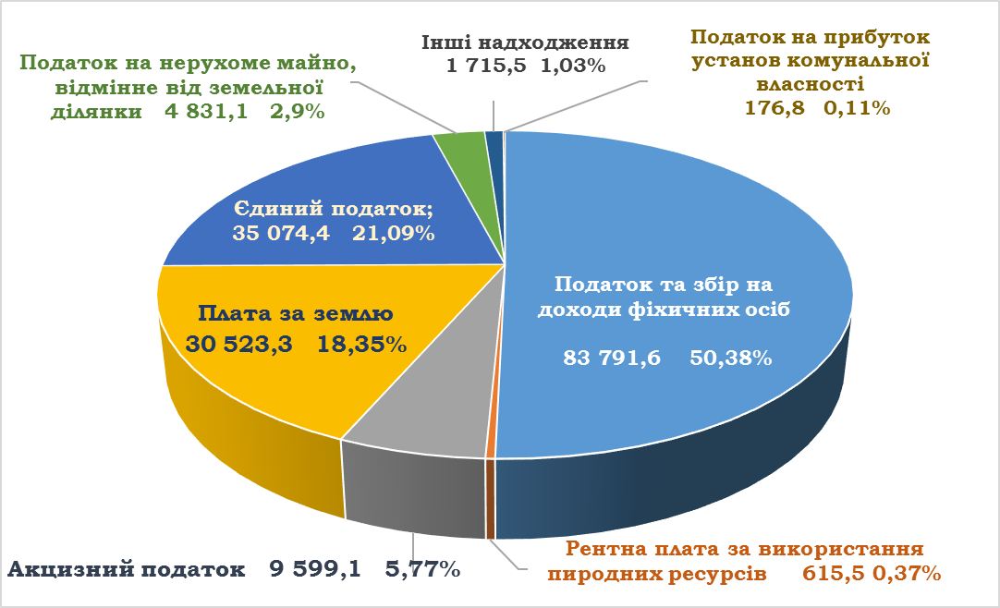 Інші надходження
1 715,5 1,03%
Податок на прибуток
установ комунальної
власності
176,8 0,11%
Податок на нерухоме майно,
відмінне від земельної
ділянки 4 831,1 2,9%
Єдиний податок;
35 074,4 21,09%
Податок та збір на
доходи фіхичних осіб
83 791,6 50,38%
Плата за землю
30 523,3 18,35%
Акцизний податок 9 599,1 5,77%
Рентна плата за використання
пиродних ресурсів 615,5 0,37%